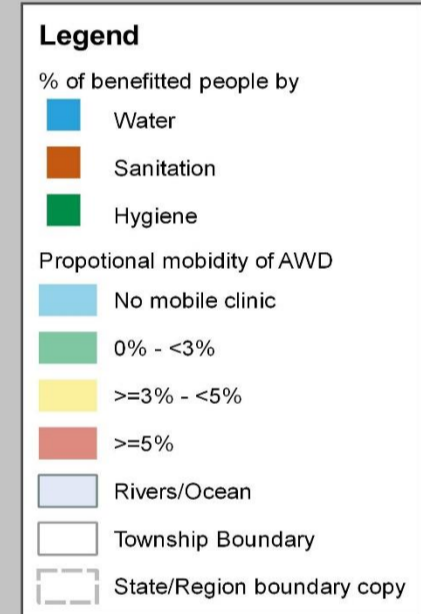 Legend
% of benefitted people by
Water
Sanitation
Hygiene
Propotional mobidity of AWD
No mobile clinic
0% - <3%
>=3% - <5%
>=5%
Rivers/Ocean
Township Boundary
State/Region boundary copy